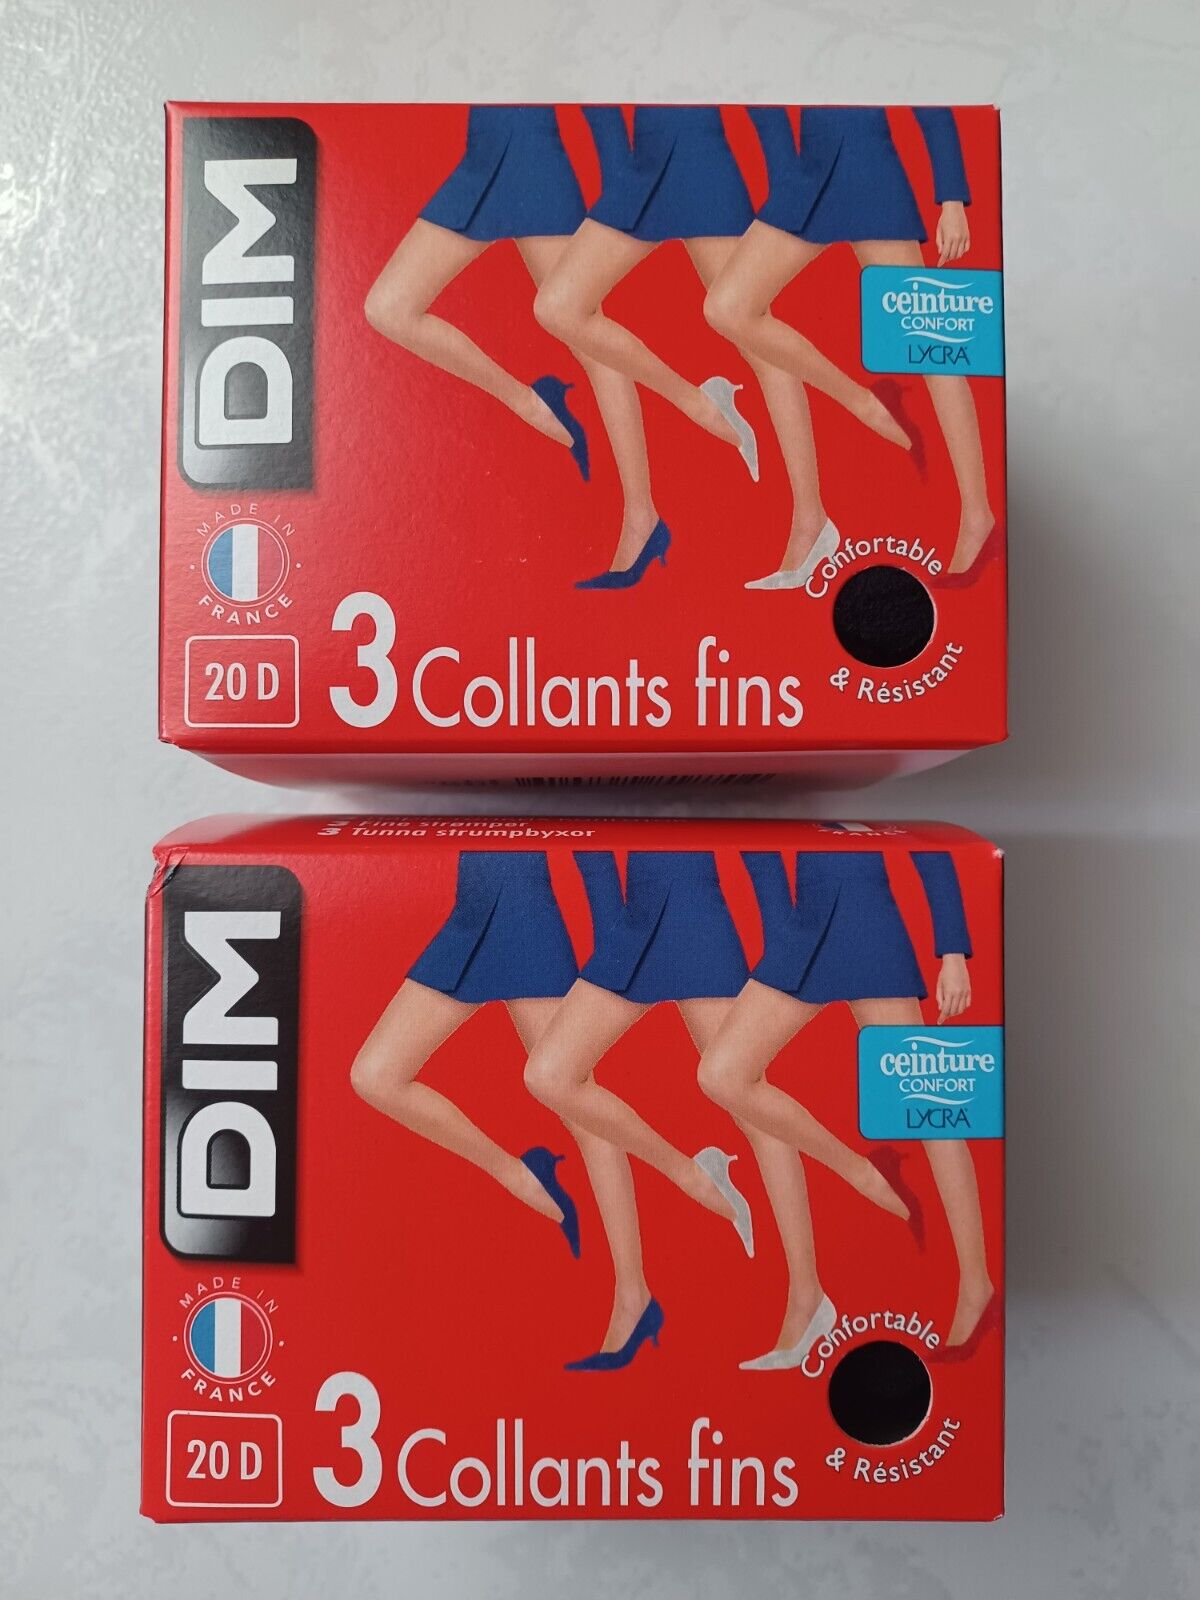 DIM
ceinture
CONFORT
LYCRA
MADE IN
FRANCE
Confortable
& Résistant
20 D
3 Collants fins
3 Tunna strumpbyxor
DIM
ceinture
CONFORT
LYCRA
MADE IN
FRANCE
Confortable
& Résistant
20 D
3 Collants fins